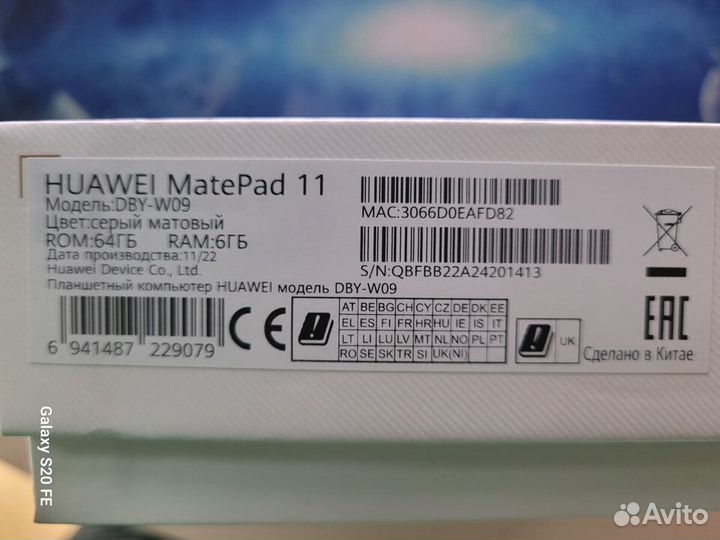 HUAWEI MatePad 11
Модель:DBY-W09
Цвет:серый матовый
ROM:64ГБ RAM:6ГБ
Дата производства:11/22
Huawei Device Co., Ltd.
Планшетный компьютер HUAWEI модель DBY-W09
MAC:3066D0EAFD82
S/N:QBFBB22A24201413
6 941487 229079
CE
AT BE BG CH CY CZ DE DK EE
EL ES FI FR HR HU IE IS IT
LT LI LU LV MT NL NO PL PT
RO SE SK TR SI UK(NI)
UK
EAC
Сделано в Китае
Galaxy S20 FE
Avito